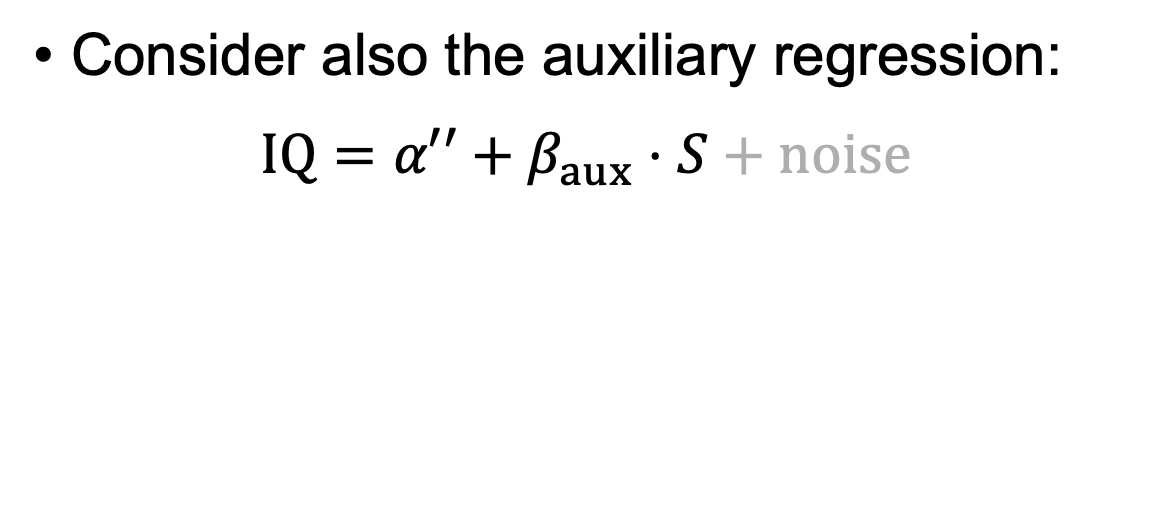 • Consider also the auxiliary regression:
IQ = α′′ + β_aux · S + noise